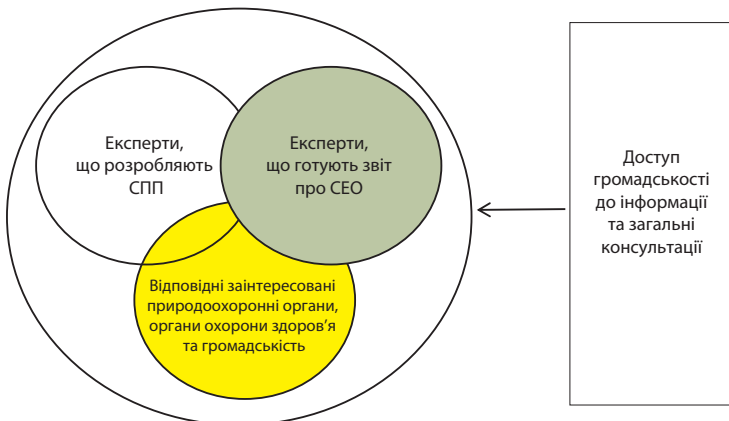 Експерти,
що розробляють
СПП
Експерти,
що готують звіт
про СЕО
Відповідні заінтересовані
природоохоронні органи,
органи охорони здоров’я
та громадськість
Доступ
громадськості
до інформації
та загальні
консультації